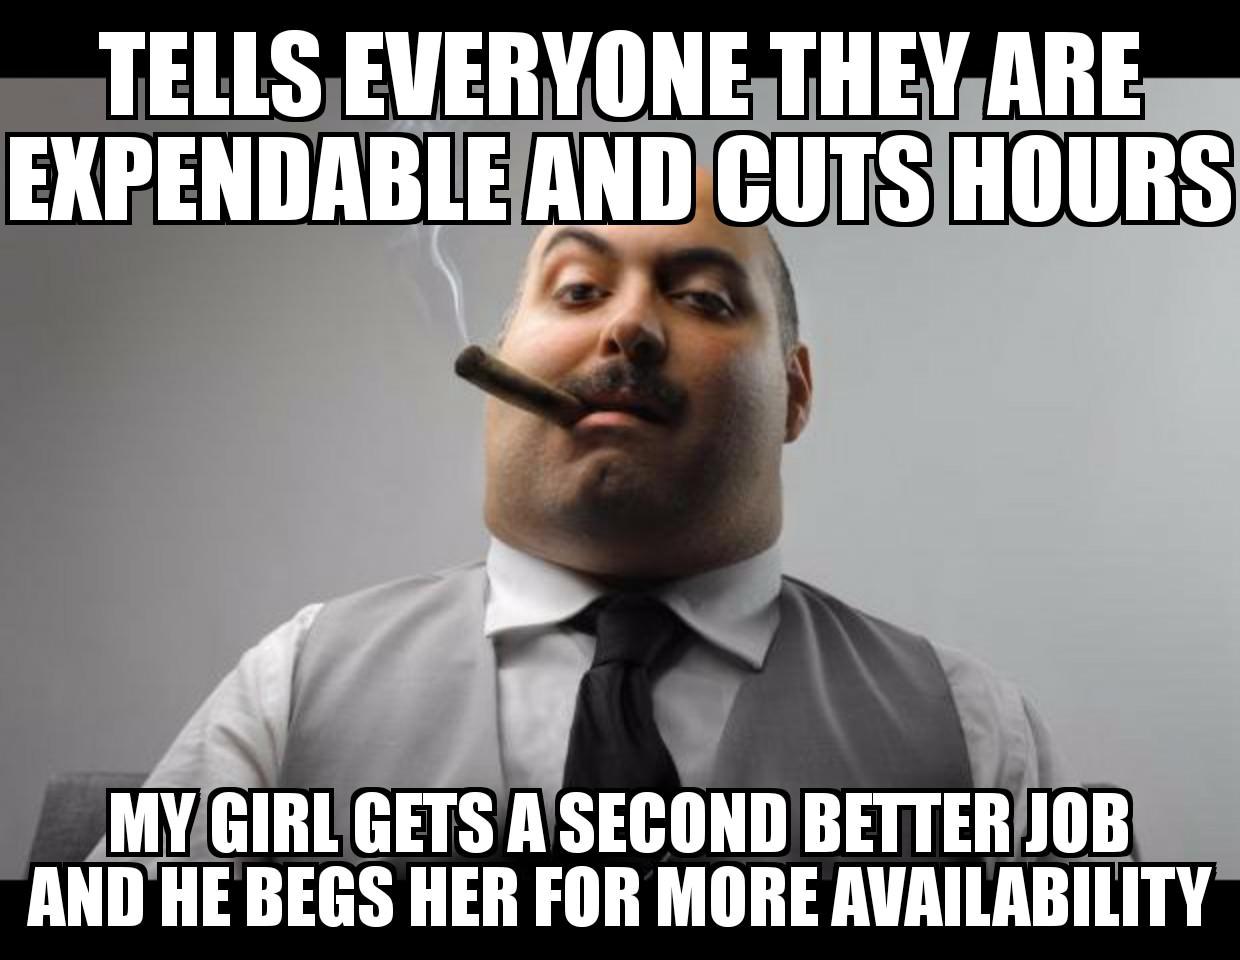 TELLS EVERYONE THEY ARE
EXPENDABLE AND CUTS HOURS
MY GIRL GETS A SECOND BETTER JOB
AND HE BEGS HER FOR MORE AVAILABILITY